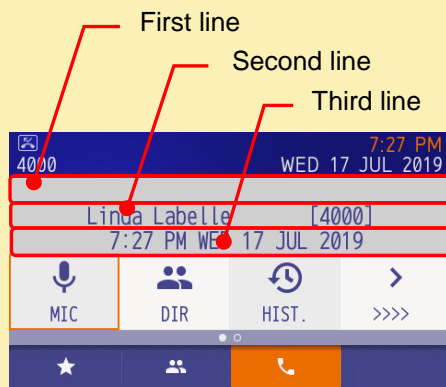 First line
Second line
Third line
7:27 PM
4000 WED 17 JUL 2019
Linda Labelle [4000]
7:27 PM WED 17 JUL 2019
MIC DIR HIST. >>>>